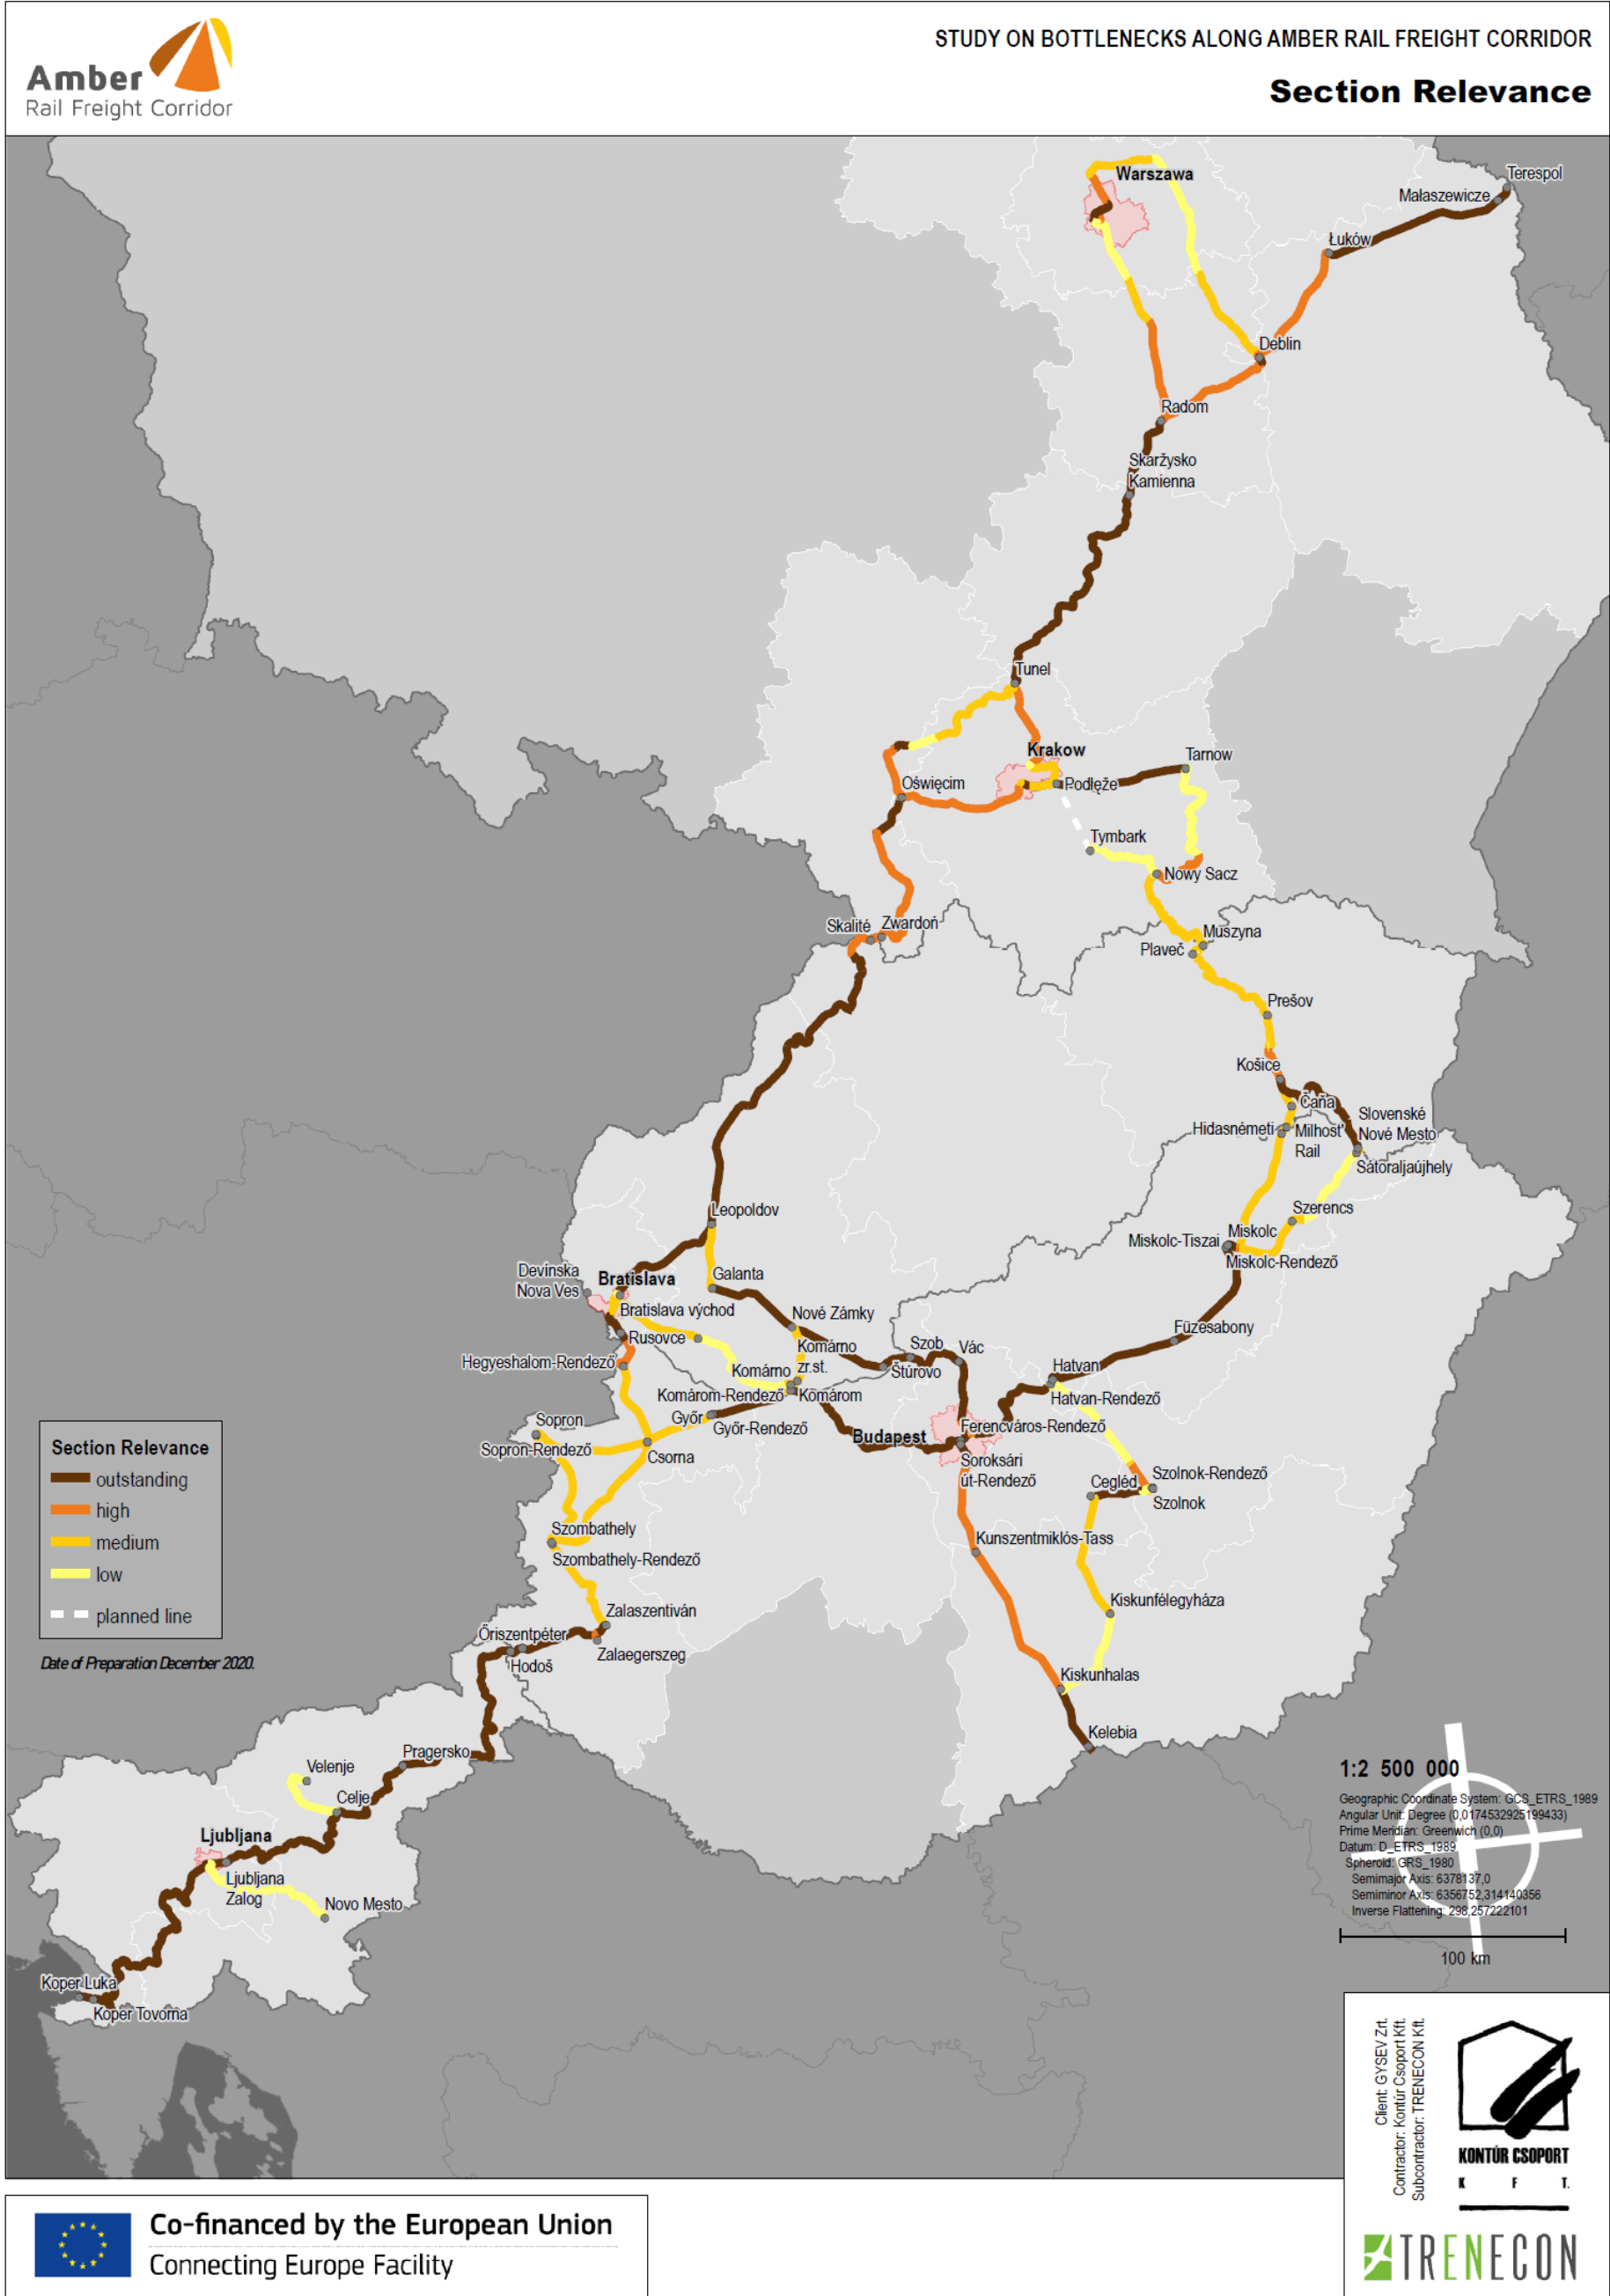 Amber
Rail Freight Corridor
STUDY ON BOTTLENECKS ALONG AMBER RAIL FREIGHT CORRIDOR
Section Relevance
Warszawa
Terespol
Małaszewicze
Łuków
Deblin
Radom
Skaržysko
Kamienna
Tunel
Krakow
Tarnow
Oświęcim
Podłęże
Tymbark
Nowy Sacz
Skalité
Zwardoń
Muszyna
Plaveč
Prešov
Košice
Čaňa
Slovenské
Nové Mesto
Hidasnémeti
Milhost'
Rail
Sátoraljaújhely
Leopoldov
Szerencs
Miskolc
Miskolc-Tiszai
Miskolc-Rendező
Devínska
Nova Ves
Bratislava
Galanta
Bratislava východ
Nové Zámky
Rusovce
Komárno
zr.st.
Szob
Vác
Füzesabony
Hegyeshalom-Rendező
Komárno
Štúrovo
Hatvan
Komárom-Rendező
Komárom
Hatvan-Rendező
Sopron
Győr
Győr-Rendező
Ferencváros-Rendező
Budapest
Sopron-Rendező
Csorna
Soroksári
út-Rendező
Cegléd
Szolnok-Rendező
Szolnok
Szombathely
Szombathely-Rendező
Kunszentmiklós-Tass
Kiskunfélegyháza
Zalaszentiván
Őriszentpéter
Zalaegerszeg
Hodoš
Kiskunhalas
Kelebia
Pragersko
Velenje
Celje
Ljubljana
Ljubljana
Zalog
Novo Mesto
Koper Luka
Koper Tovorna
Section Relevance
outstanding
high
medium
low
planned line
Date of Preparation December 2020.
1:2 500 000
Geographic Coordinate System: GCS_ETRS_1989
Angular Unit: Degree (0,0174532925199433)
Prime Meridian: Greenwich (0,0)
Datum: D_ETRS_1989
Spheroid: GRS_1980
Semimajor Axis: 6378137,0
Semiminor Axis: 6356752,314140356
Inverse Flattening: 298,257222101
100 km
Client: GYSEV Zrt.
Contractor: Kontúr Csoport Kft.
Subcontractor: TRENECON Kft.
KONTÚR CSOPORT
K F T.
TRENECON
Co-financed by the European Union
Connecting Europe Facility